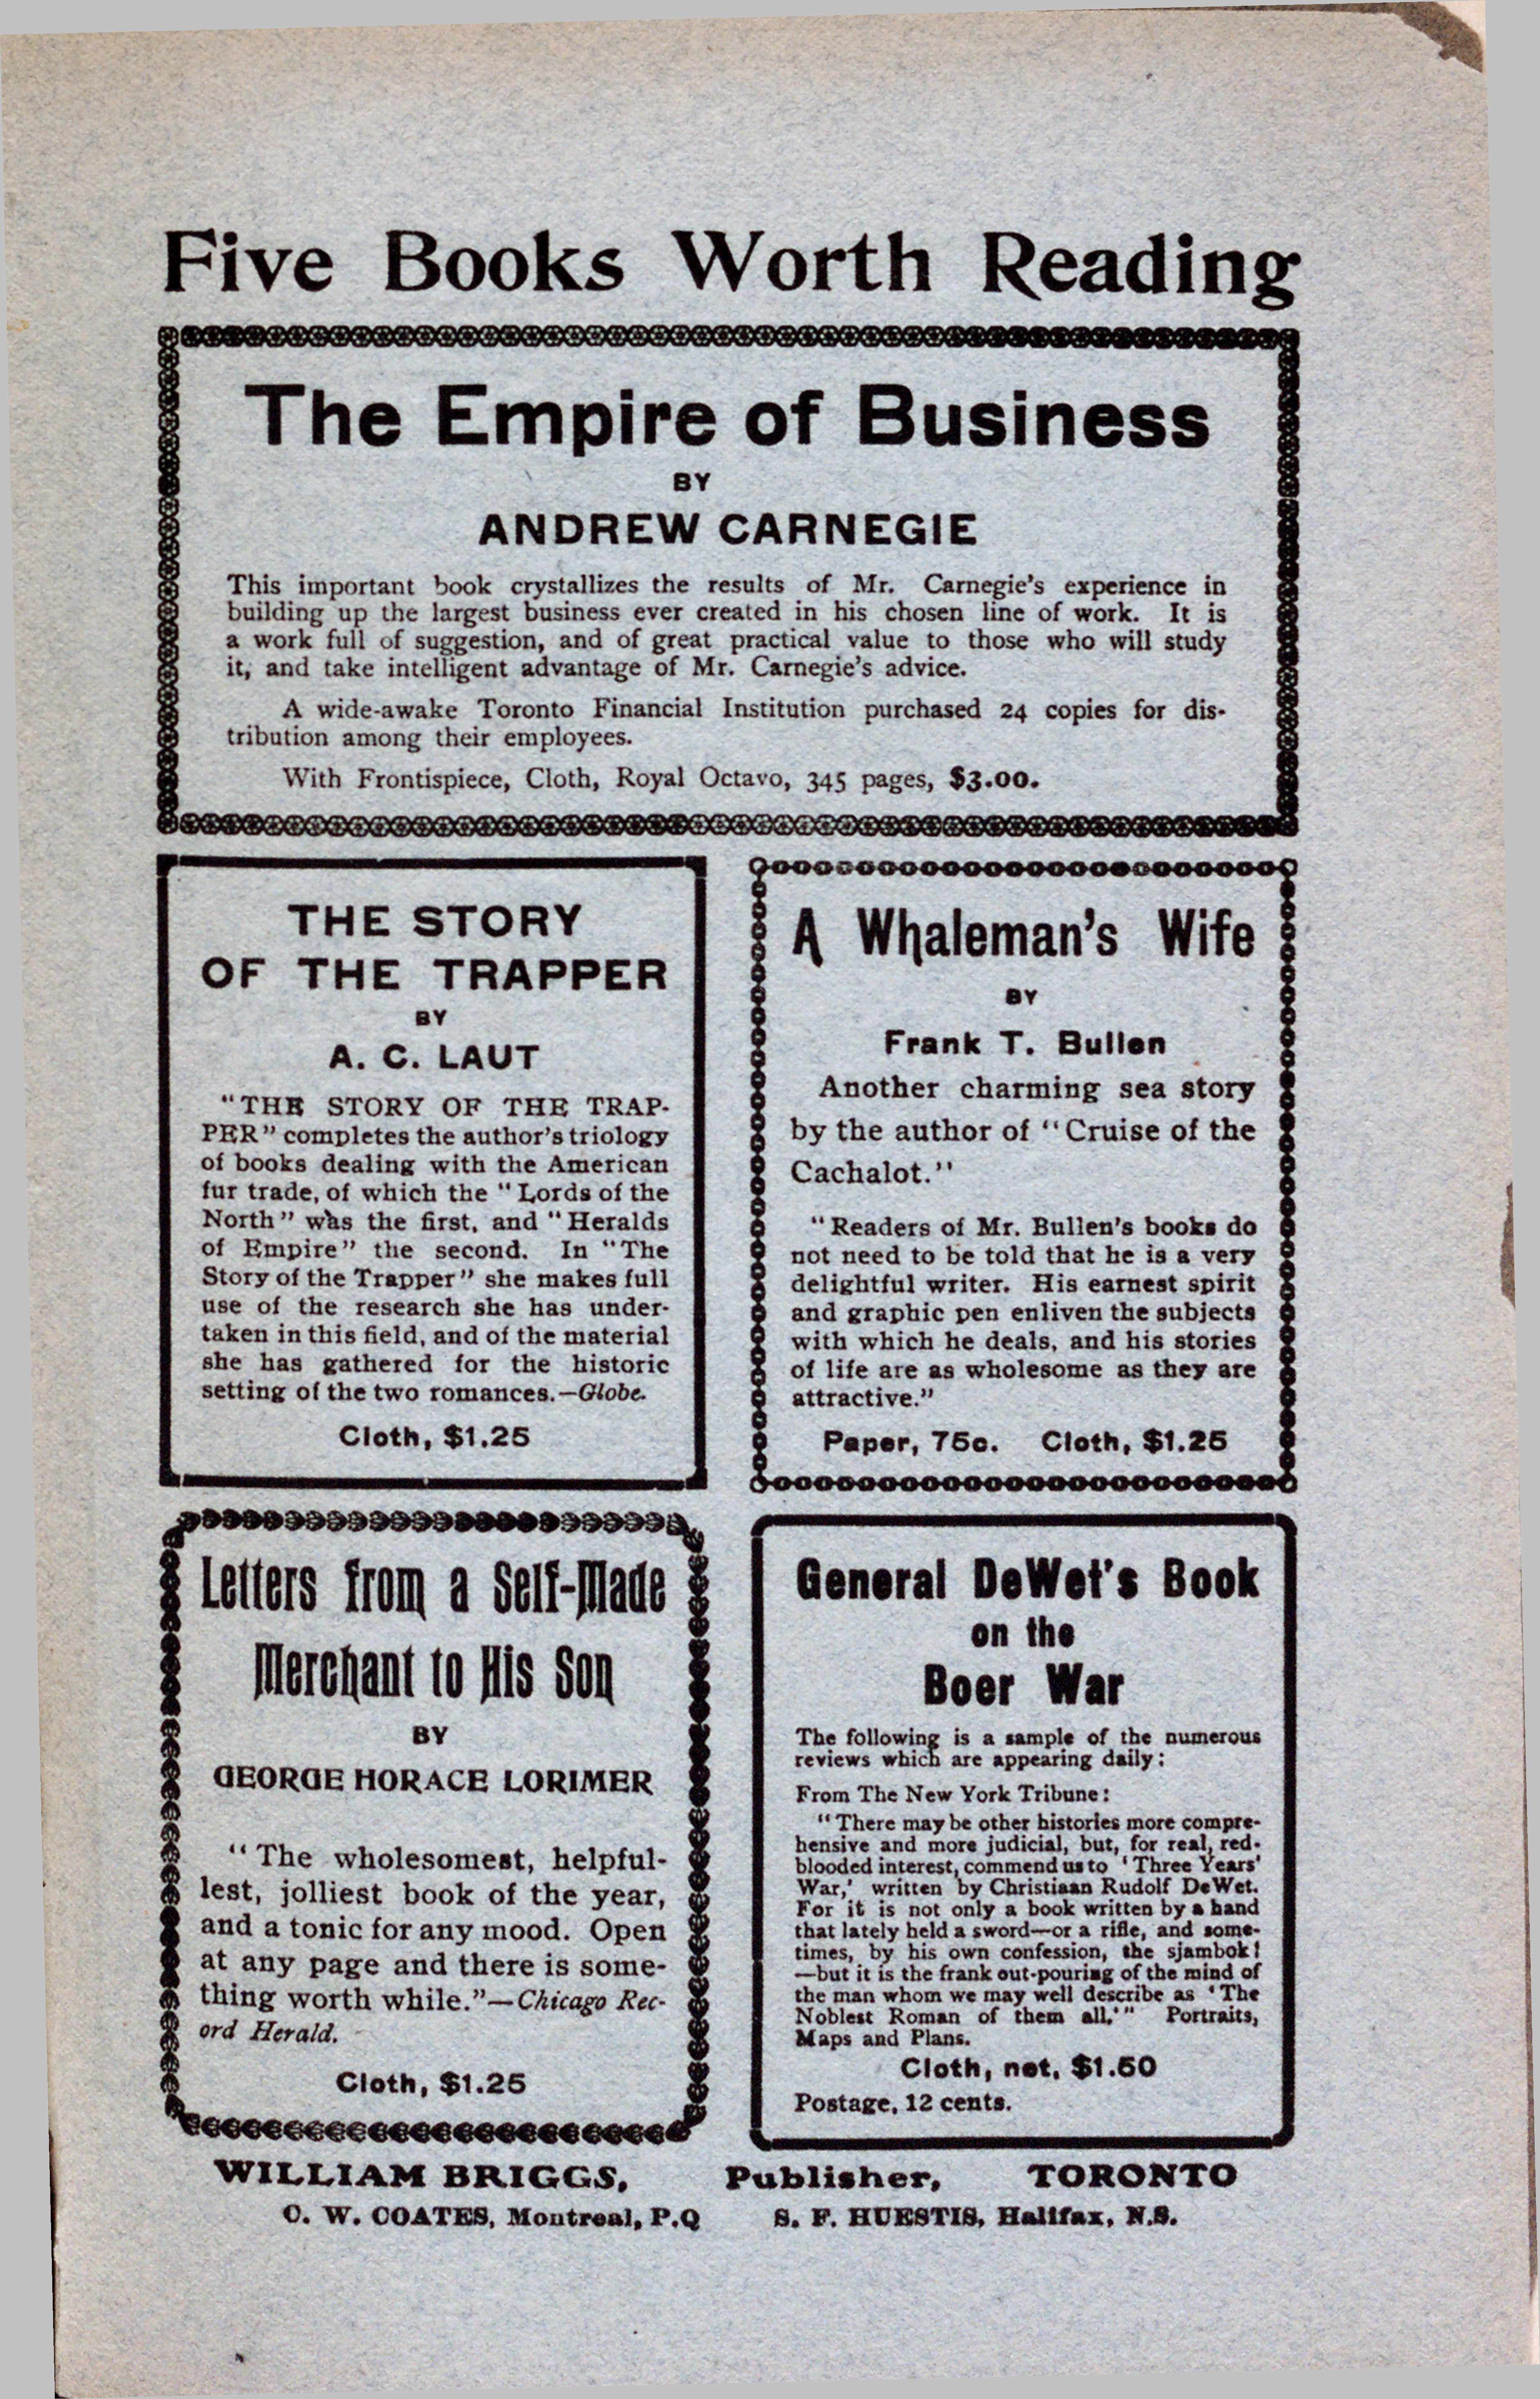 Five Books Worth Reading
The Empire of Business
BY
ANDREW CARNEGIE
This important book crystallizes the results of Mr. Carnegie's experience in
building up the largest business ever created in his chosen line of work. It is
a work full of suggestion, and of great practical value to those who will study
it, and take intelligent advantage of Mr. Carnegie's advice.
A wide-awake Toronto Financial Institution purchased 24 copies for dis-
tribution among their employees.
With Frontispiece, Cloth, Royal Octavo, 345 pages, $3.00.
THE STORY
OF THE TRAPPER
BY
A. C. LAUT
"THE STORY OF THE TRAP-
PER" completes the author's triology
of books dealing with the American
fur trade, of which the "Lords of the
North" was the first, and "Heralds
of Empire" the second. In "The
Story of the Trapper" she makes full
use of the research she has under-
taken in this field, and of the material
she has gathered for the historic
setting of the two romances.—Globe.
Cloth, $1.25
A Whaleman's Wife
BY
Frank T. Bullen
Another charming sea story
by the author of "Cruise of the
Cachalot."
"Readers of Mr. Bullen's books do
not need to be told that he is a very
delightful writer. His earnest spirit
and graphic pen enliven the subjects
with which he deals, and his stories
of life are as wholesome as they are
attractive."
Paper, 75c. Cloth, $1.25
Letters from a Self-Made
Merchant to His Son
BY
GEORGE HORACE LORIMER
"The wholesomest, helpful-
lest, jolliest book of the year,
and a tonic for any mood. Open
at any page and there is some-
thing worth while."—Chicago Rec-
ord Herald.
Cloth, $1.25
General DeWet's Book
on the
Boer War
The following is a sample of the numerous
reviews which are appearing daily:
From The New York Tribune:
"There may be other histories more compre-
hensive and more judicial, but, for real, red-
blooded interest, commend us to 'Three Years'
War,' written by Christiaan Rudolf DeWet.
For it is not only a book written by a hand
that lately held a sword—or a rifle, and some-
times, by his own confession, the sjambok!
—but it is the frank out-pouring of the mind of
the man whom we may well describe as 'The
Noblest Roman of them all.'" Portraits,
Maps and Plans.
Cloth, net, $1.50
Postage, 12 cents.
WILLIAM BRIGGS, Publisher, TORONTO
C. W. COATES, Montreal, P.Q S. F. HUESTIS, Halifax, N.S.